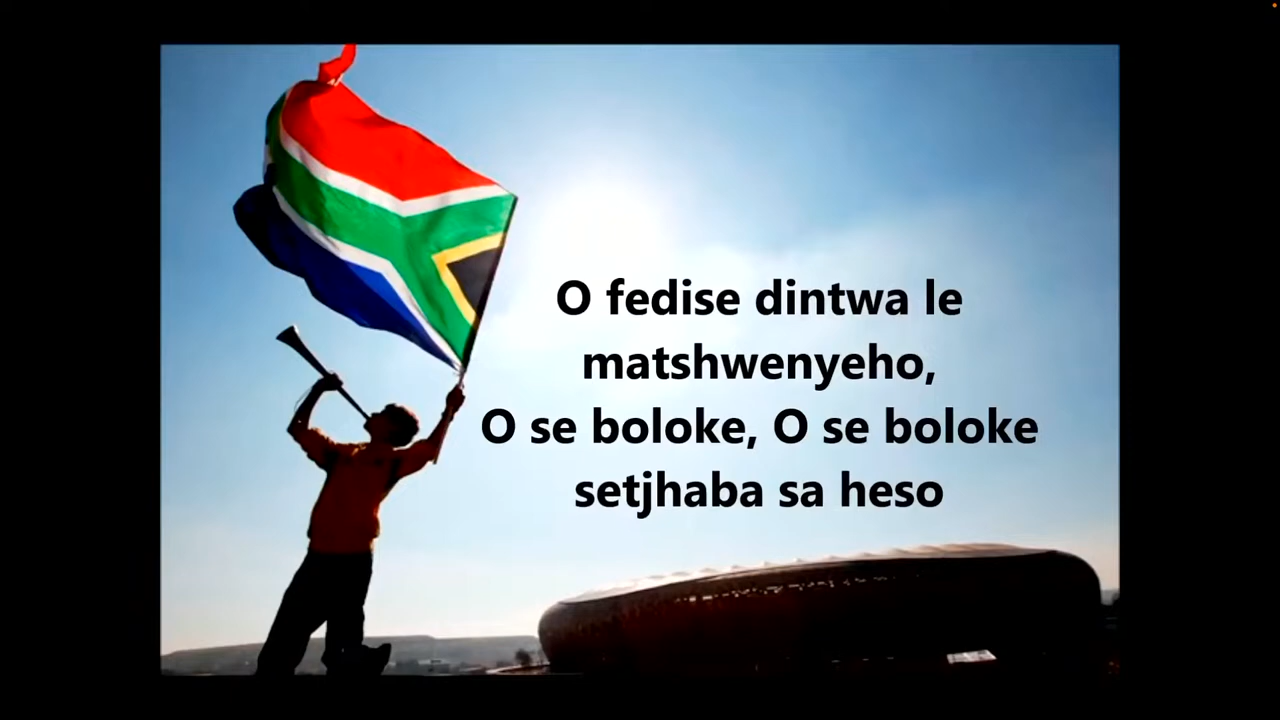 O fedise dintwa le
matshwenyeho,
O se boloke, O se boloke
setjhaba sa heso